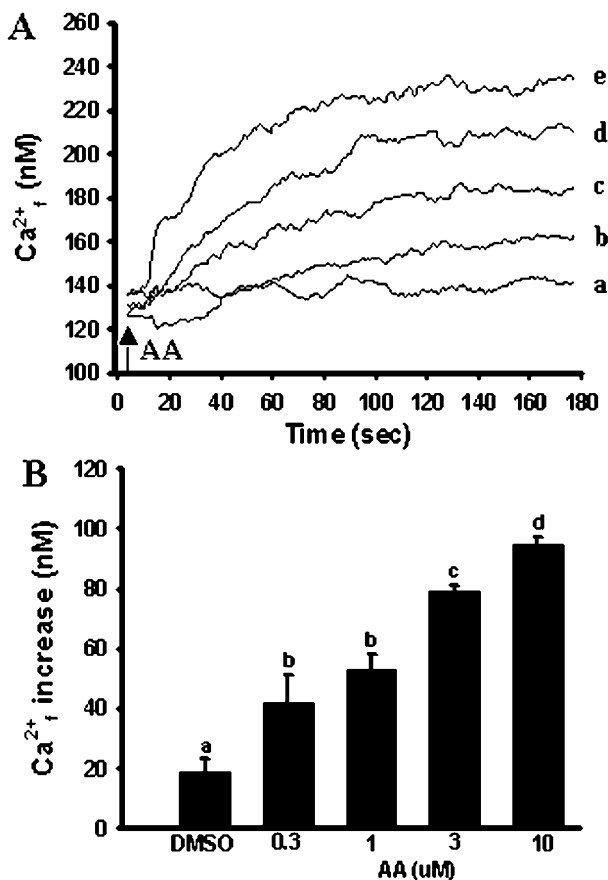 A
Ca²⁺f (nM)
260
240
220
200
180
160
140
120
100
e
d
c
b
a
AA
0 20 40 60 80 100 120 140 160 180
Time (sec)
B
Ca²⁺f increase (nM)
120
100
80
60
40
20
0
a
b
b
c
d
DMSO 0.3 1 3 10
AA (uM)